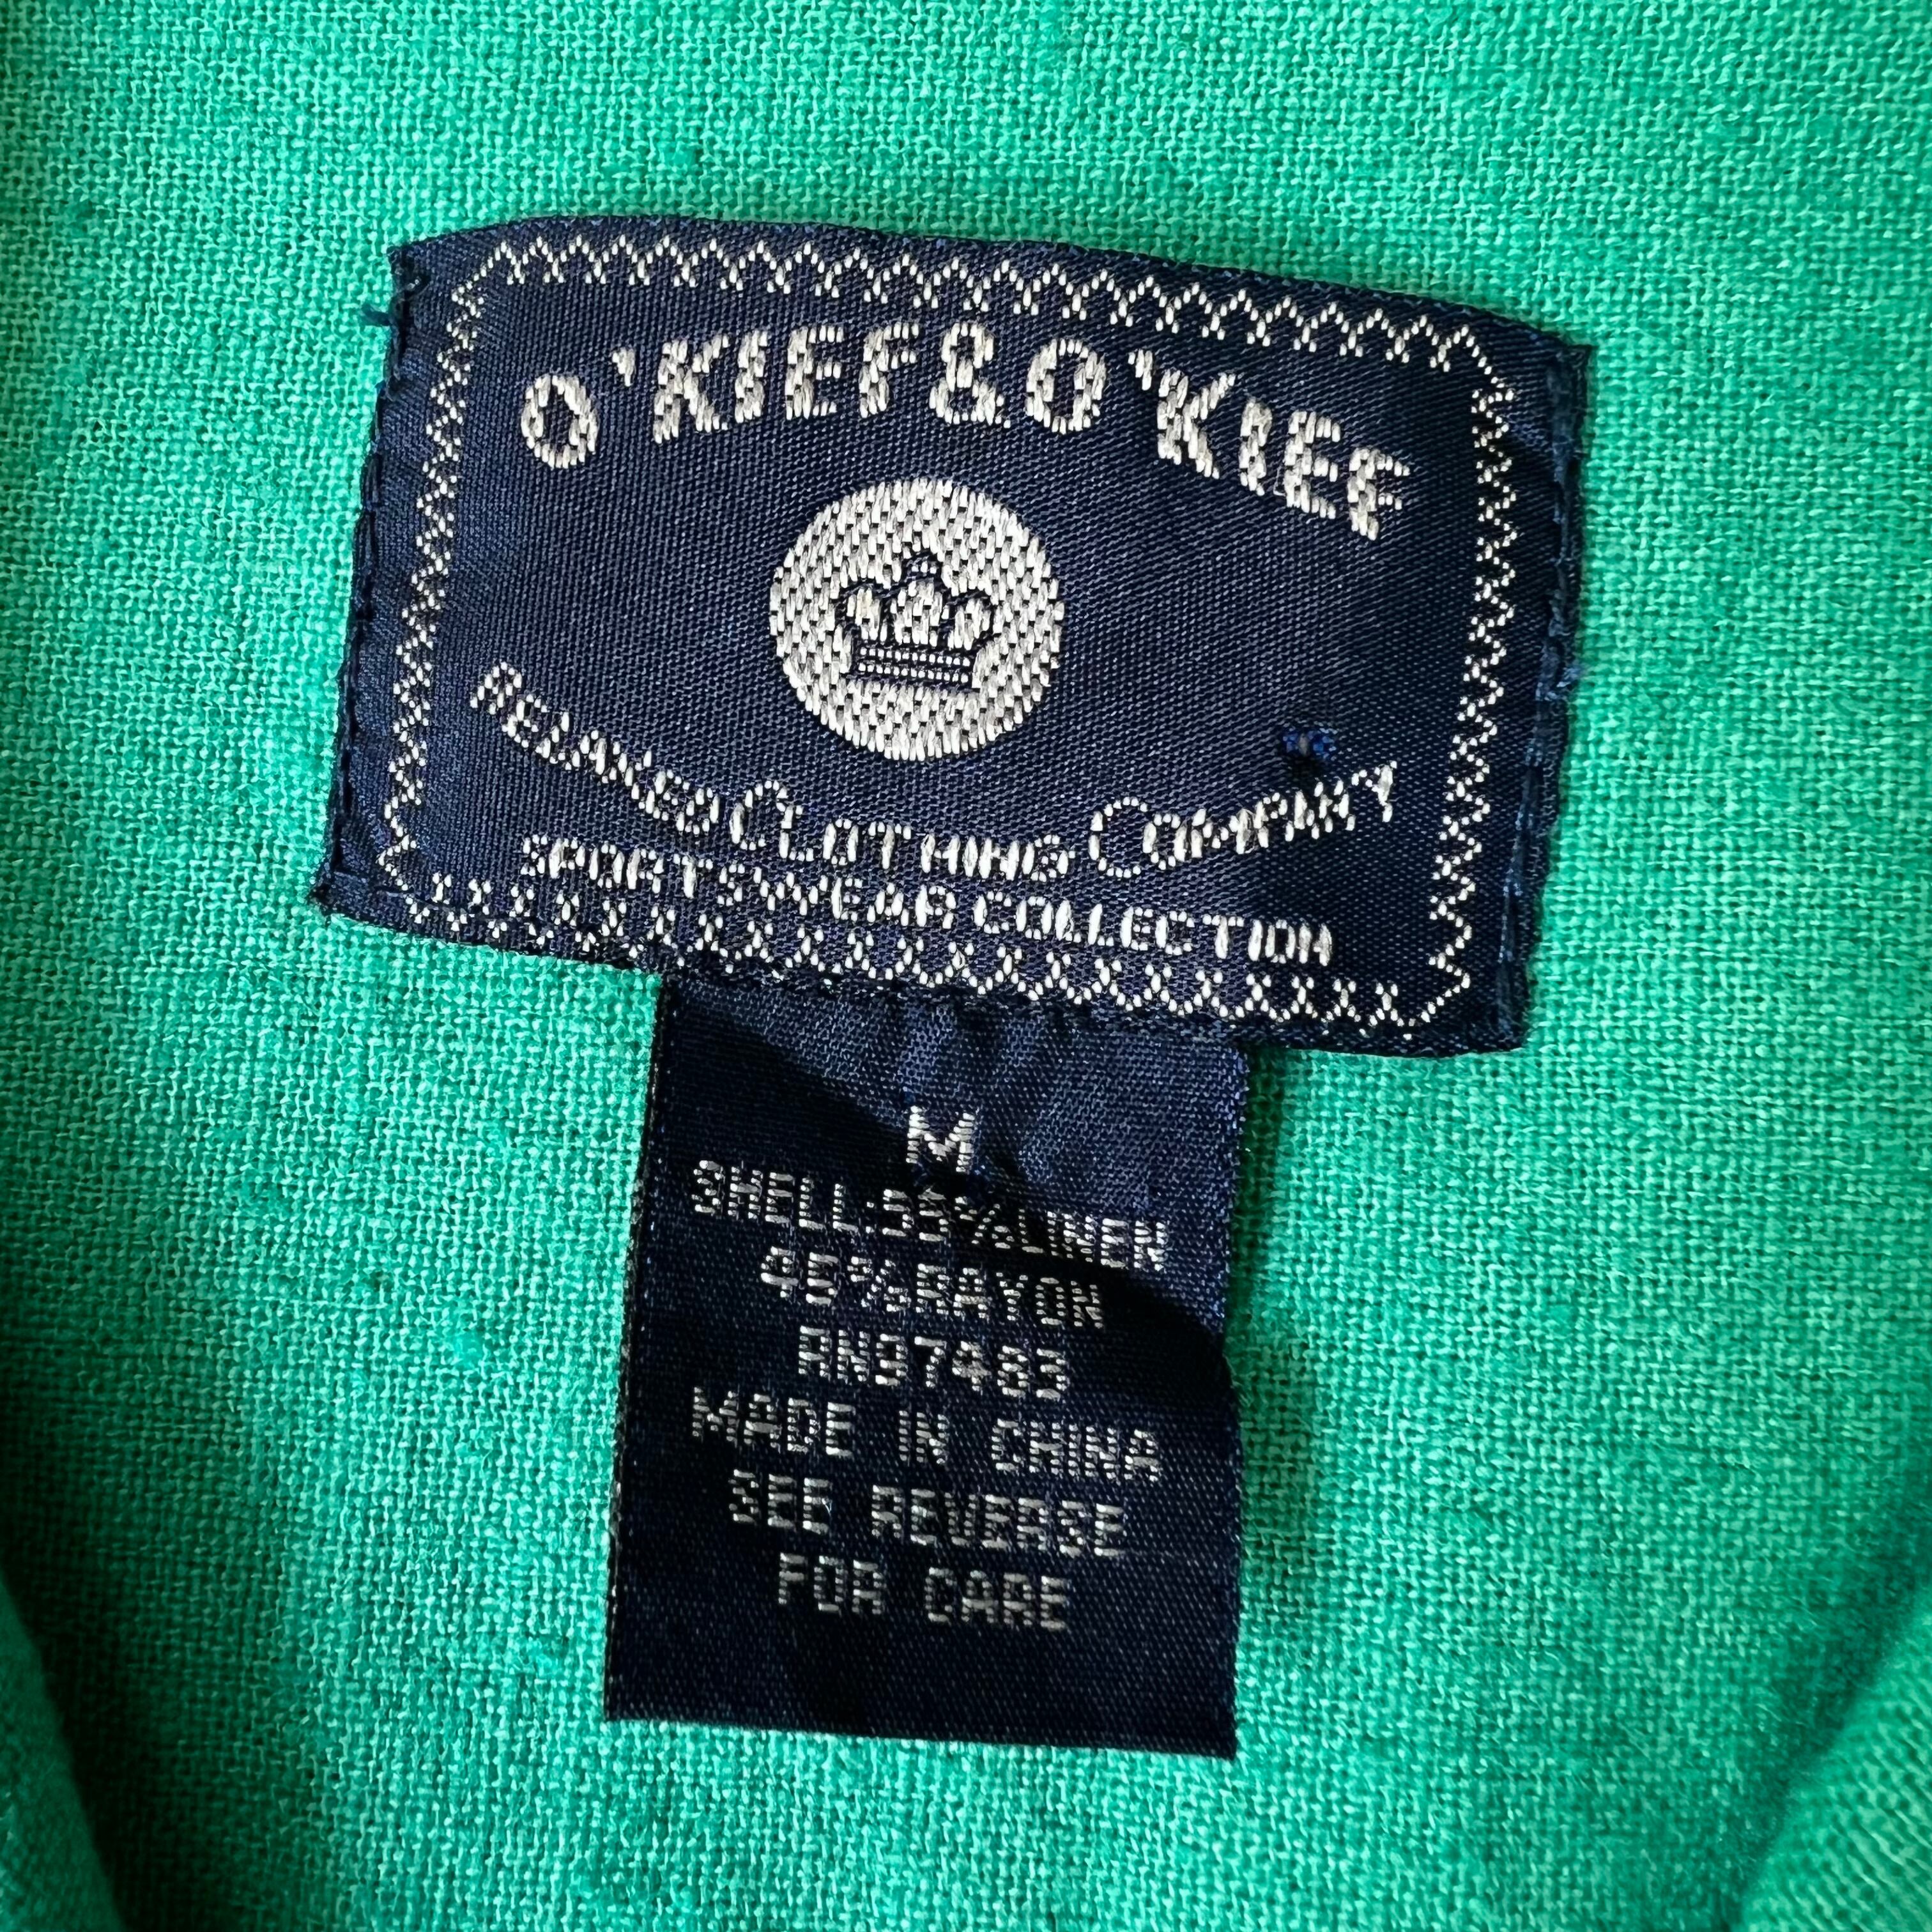 O'KIEF&O'KIEF
RELAXED CLOTHING COMPANY
SPORTSWEAR COLLECTION
M
SHELL:55%LINEN
45%RAYON
RN97483
MADE IN CHINA
SEE REVERSE
FOR CARE